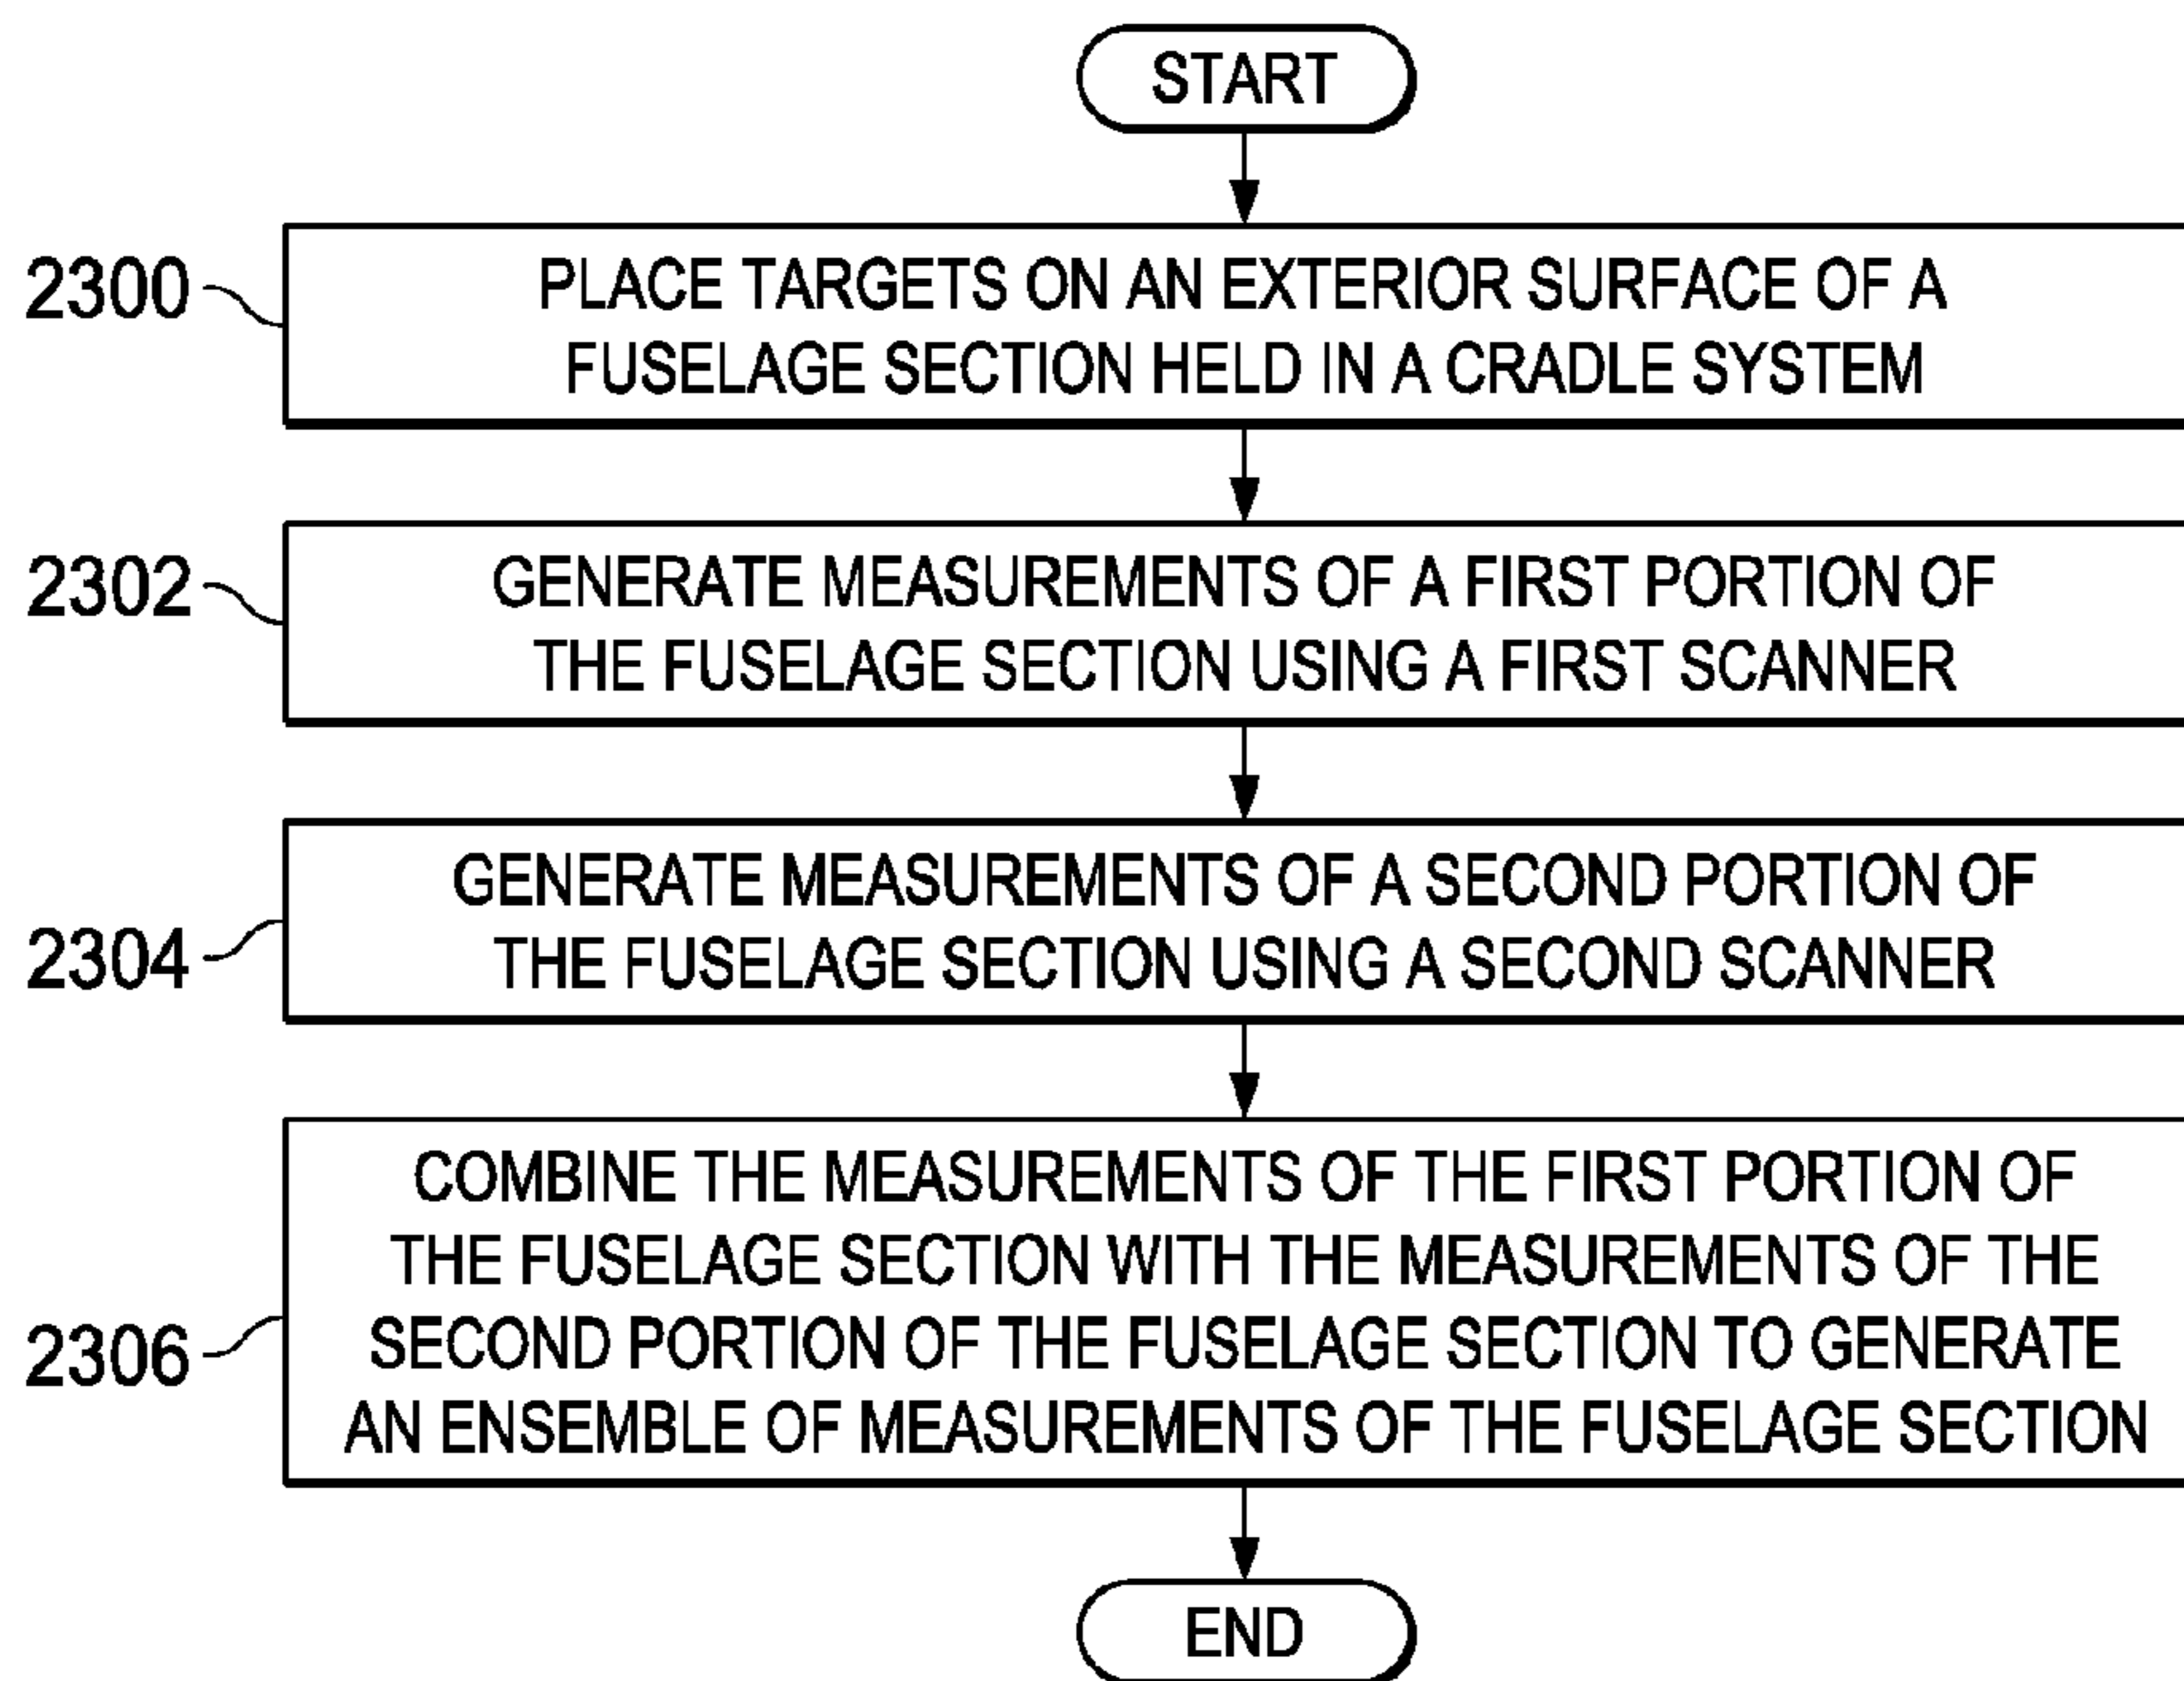 START
2300
PLACE TARGETS ON AN EXTERIOR SURFACE OF A
FUSELAGE SECTION HELD IN A CRADLE SYSTEM
2302
GENERATE MEASUREMENTS OF A FIRST PORTION OF
THE FUSELAGE SECTION USING A FIRST SCANNER
2304
GENERATE MEASUREMENTS OF A SECOND PORTION OF
THE FUSELAGE SECTION USING A SECOND SCANNER
2306
COMBINE THE MEASUREMENTS OF THE FIRST PORTION OF
THE FUSELAGE SECTION WITH THE MEASUREMENTS OF THE
SECOND PORTION OF THE FUSELAGE SECTION TO GENERATE
AN ENSEMBLE OF MEASUREMENTS OF THE FUSELAGE SECTION
END